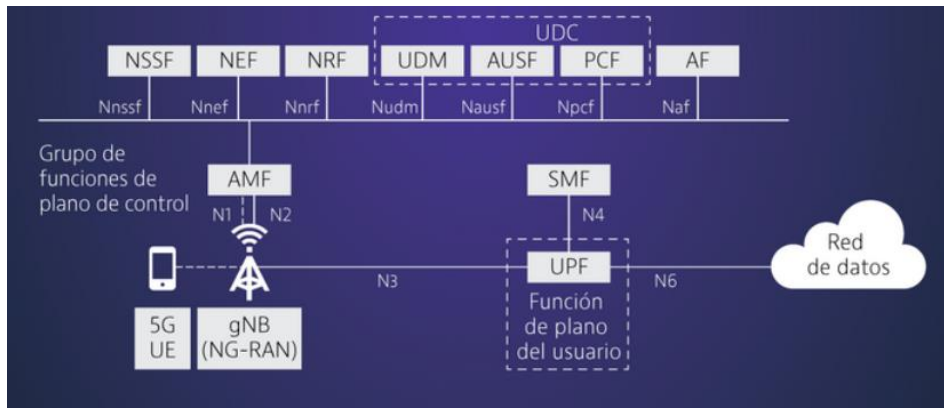 UDC
NSSF
NEF
NRF
UDM
AUSF
PCF
AF
Nnssf
Nnef
Nnrf
Nudm
Nausf
Npcf
Naf
Grupo de
funciones de
plano de control
AMF
SMF
N1
N2
N4
Red
de datos
UPF
N3
N6
Función
de plano
del usuario
5G
UE
gNB
(NG-RAN)